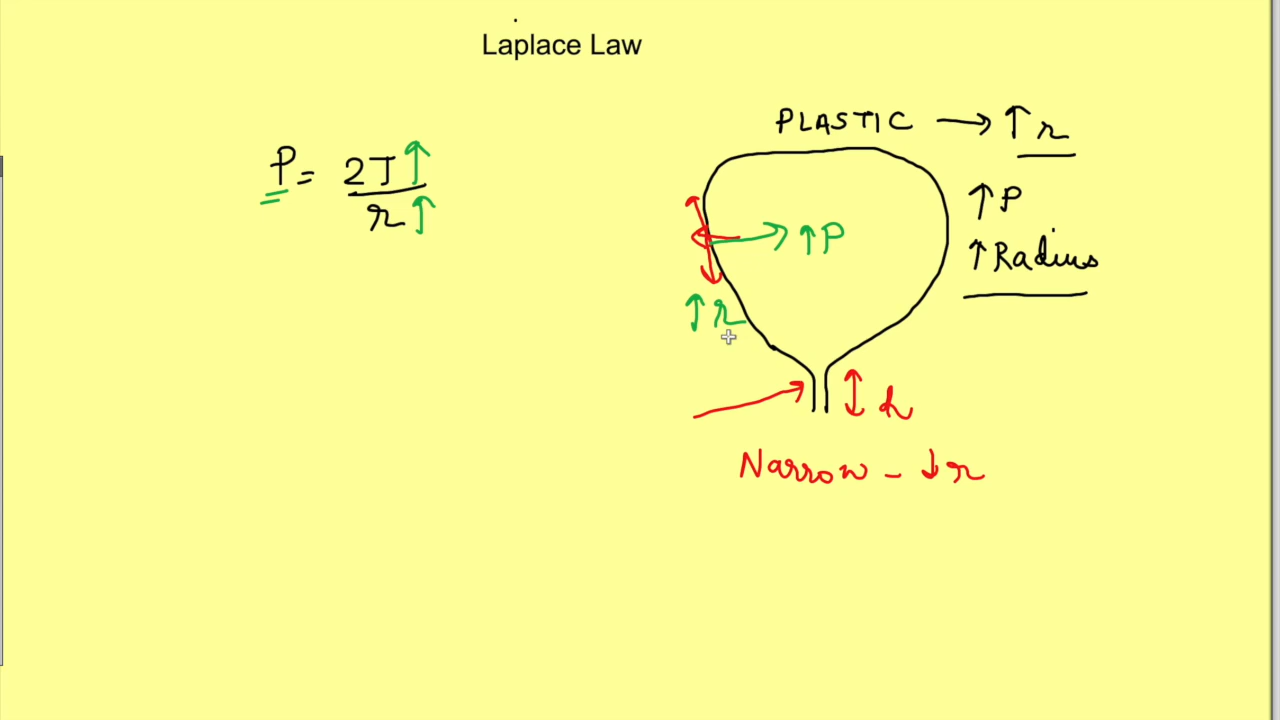 Laplace Law
PLASTIC → ↑ r
P = 2T↑ / r↑
↑ P
↑ Radius
↑ P
↑ r
h
Narrow - ↓ r